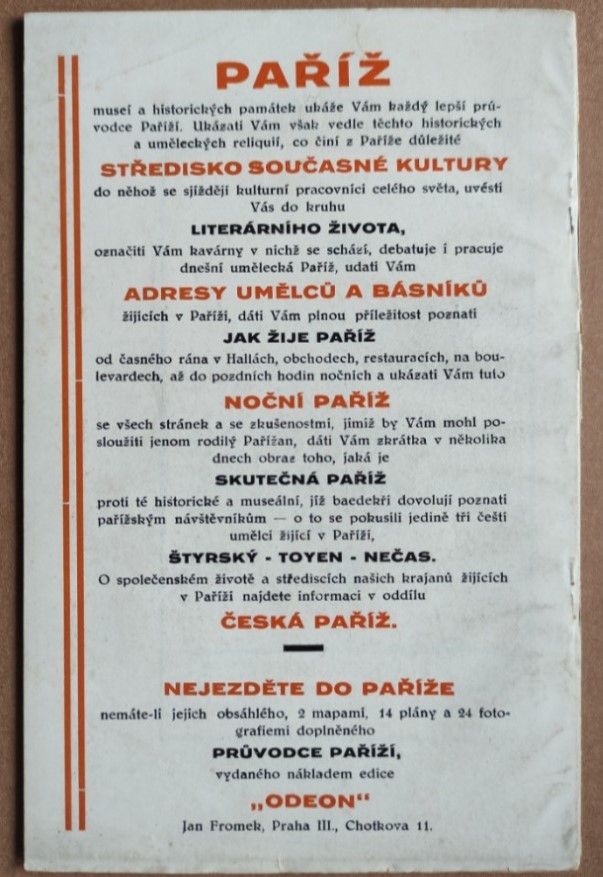 PAŘÍŽ
museí a historických památek ukáže Vám každý lepší prů-
vodce Paříží. Ukázati Vám však vedle těchto historických
a uměleckých reliquií, co činí z Paříže důležité
STŘEDISKO SOUČASNÉ KULTURY
do něhož se sjíždějí kulturní pracovníci celého světa, uvésti
Vás do kruhu
LITERÁRNÍHO ŽIVOTA,
označiti Vám kavárny v nichž se schází, debatuje i pracuje
dnešní umělecká Paříž, udati Vám
ADRESY UMĚLCŮ A BÁSNÍKŮ
žijících v Paříži, dáti Vám plnou příležitost poznati
JAK ŽIJE PAŘÍŽ
od časného rána v Hallách, obchodech, restauracích, na bou-
levardech, až do pozdních hodin nočních a ukázati Vám tuto
NOČNÍ PAŘÍŽ
se všech stránek a se zkušenostmi, jimiž by Vám mohl po-
sloužiti jenom rodilý Pařížan, dáti Vám zkrátka v několika
dnech obraz toho, jaká je
SKUTEČNÁ PAŘÍŽ
proti té historické a museální, jíž baedekři dovolují poznati
pařížským návštěvníkům — o to se pokusili jedině tři čeští
umělci žijící v Paříži,
ŠTYRSKÝ - TOYEN - NEČAS.
O společenském životě a střediscích našich krajanů žijících
v Paříži najdete informaci v oddílu
ČESKÁ PAŘÍŽ.
NEJEZDĚTE DO PAŘÍŽE
nemáte-li jejich obsáhlého, 2 mapami, 14 plány a 24 foto-
grafiemi doplněného
PRŮVODCE PAŘÍŽÍ,
vydaného nákladem edice
„ODEON“
Jan Fromek, Praha III., Chotkova 11.